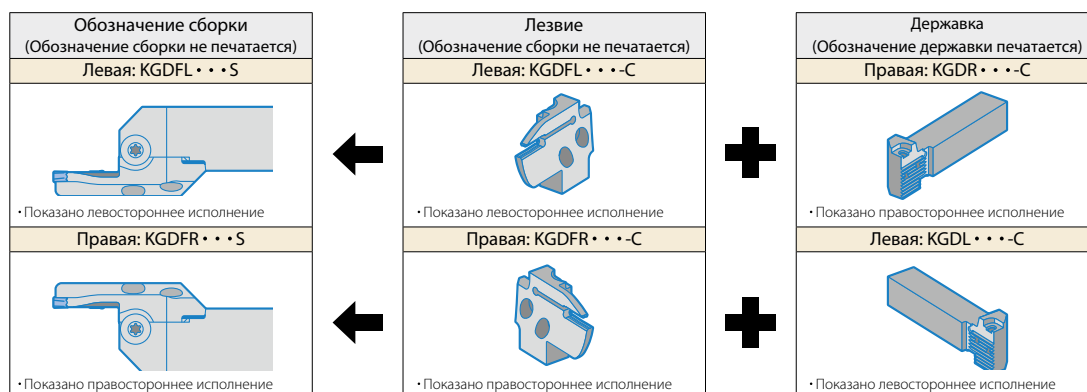 Обозначение сборки
(Обозначение сборки не печатается)
Левая: KGDFL・・・S
・Показано левостороннее исполнение
Правая: KGDFR・・・S
・Показано правостороннее исполнение
Лезвие
(Обозначение сборки не печатается)
Левая: KGDFL・・・-C
・Показано левостороннее исполнение
Правая: KGDFR・・・-C
・Показано правостороннее исполнение
Державка
(Обозначение державки печатается)
Правая: KGDR・・・-C
・Показано правостороннее исполнение
Левая: KGDL・・・-C
・Показано левостороннее исполнение